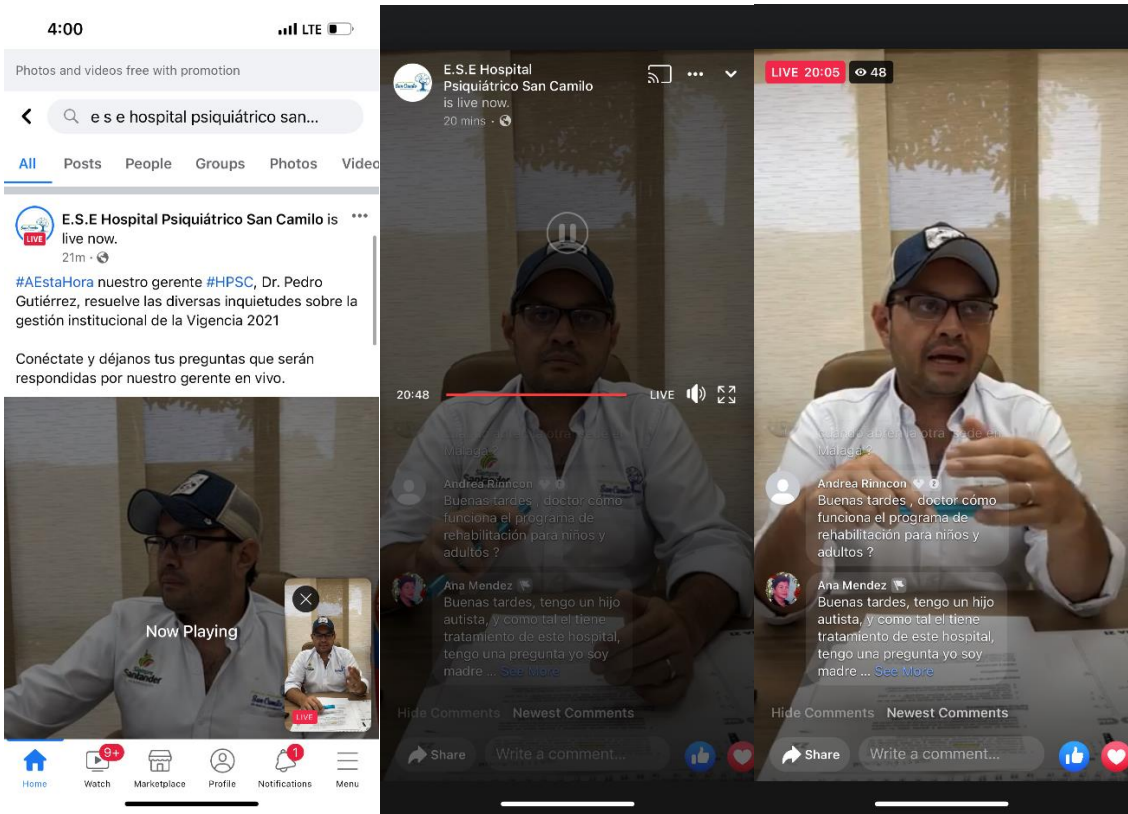 4:00
LTE
Photos and videos free with promotion
e s e hospital psiquiátrico san...
All Posts People Groups Photos Video
E.S.E Hospital Psiquiátrico San Camilo is
live now.
LIVE
21m ·
#AEstaHora nuestro gerente #HPSC, Dr. Pedro
Gutiérrez, resuelve las diversas inquietudes sobre la
gestión institucional de la Vigencia 2021
Conéctate y déjanos tus preguntas que serán
respondidas por nuestro gerente en vivo.
Now Playing
Santander
San Camilo
LIVE
9+
1
Home Watch Marketplace Profile Notifications Menu
E.S.E Hospital
Psiquiátrico San Camilo
is live now.
20 mins ·
20:48
LIVE
Málaga ?
Andrea Rinncon
Buenas tardes , doctor cómo
funciona el programa de
rehabilitación para niños y
adultos ?
Ana Mendez
Buenas tardes, tengo un hijo
autista, y como tal el tiene
tratamiento de este hospital,
tengo una pregunta yo soy
madre ... See More
Hide Comments Newest Comments
Share
Write a comment...
LIVE 20:05
48
otra sede en
Málaga ?
Andrea Rinncon
Buenas tardes , doctor cómo
funciona el programa de
rehabilitación para niños y
adultos ?
Ana Mendez
Buenas tardes, tengo un hijo
autista, y como tal el tiene
tratamiento de este hospital,
tengo una pregunta yo soy
madre ... See More
Hide Comments Newest Comments
Share
Write a comment...